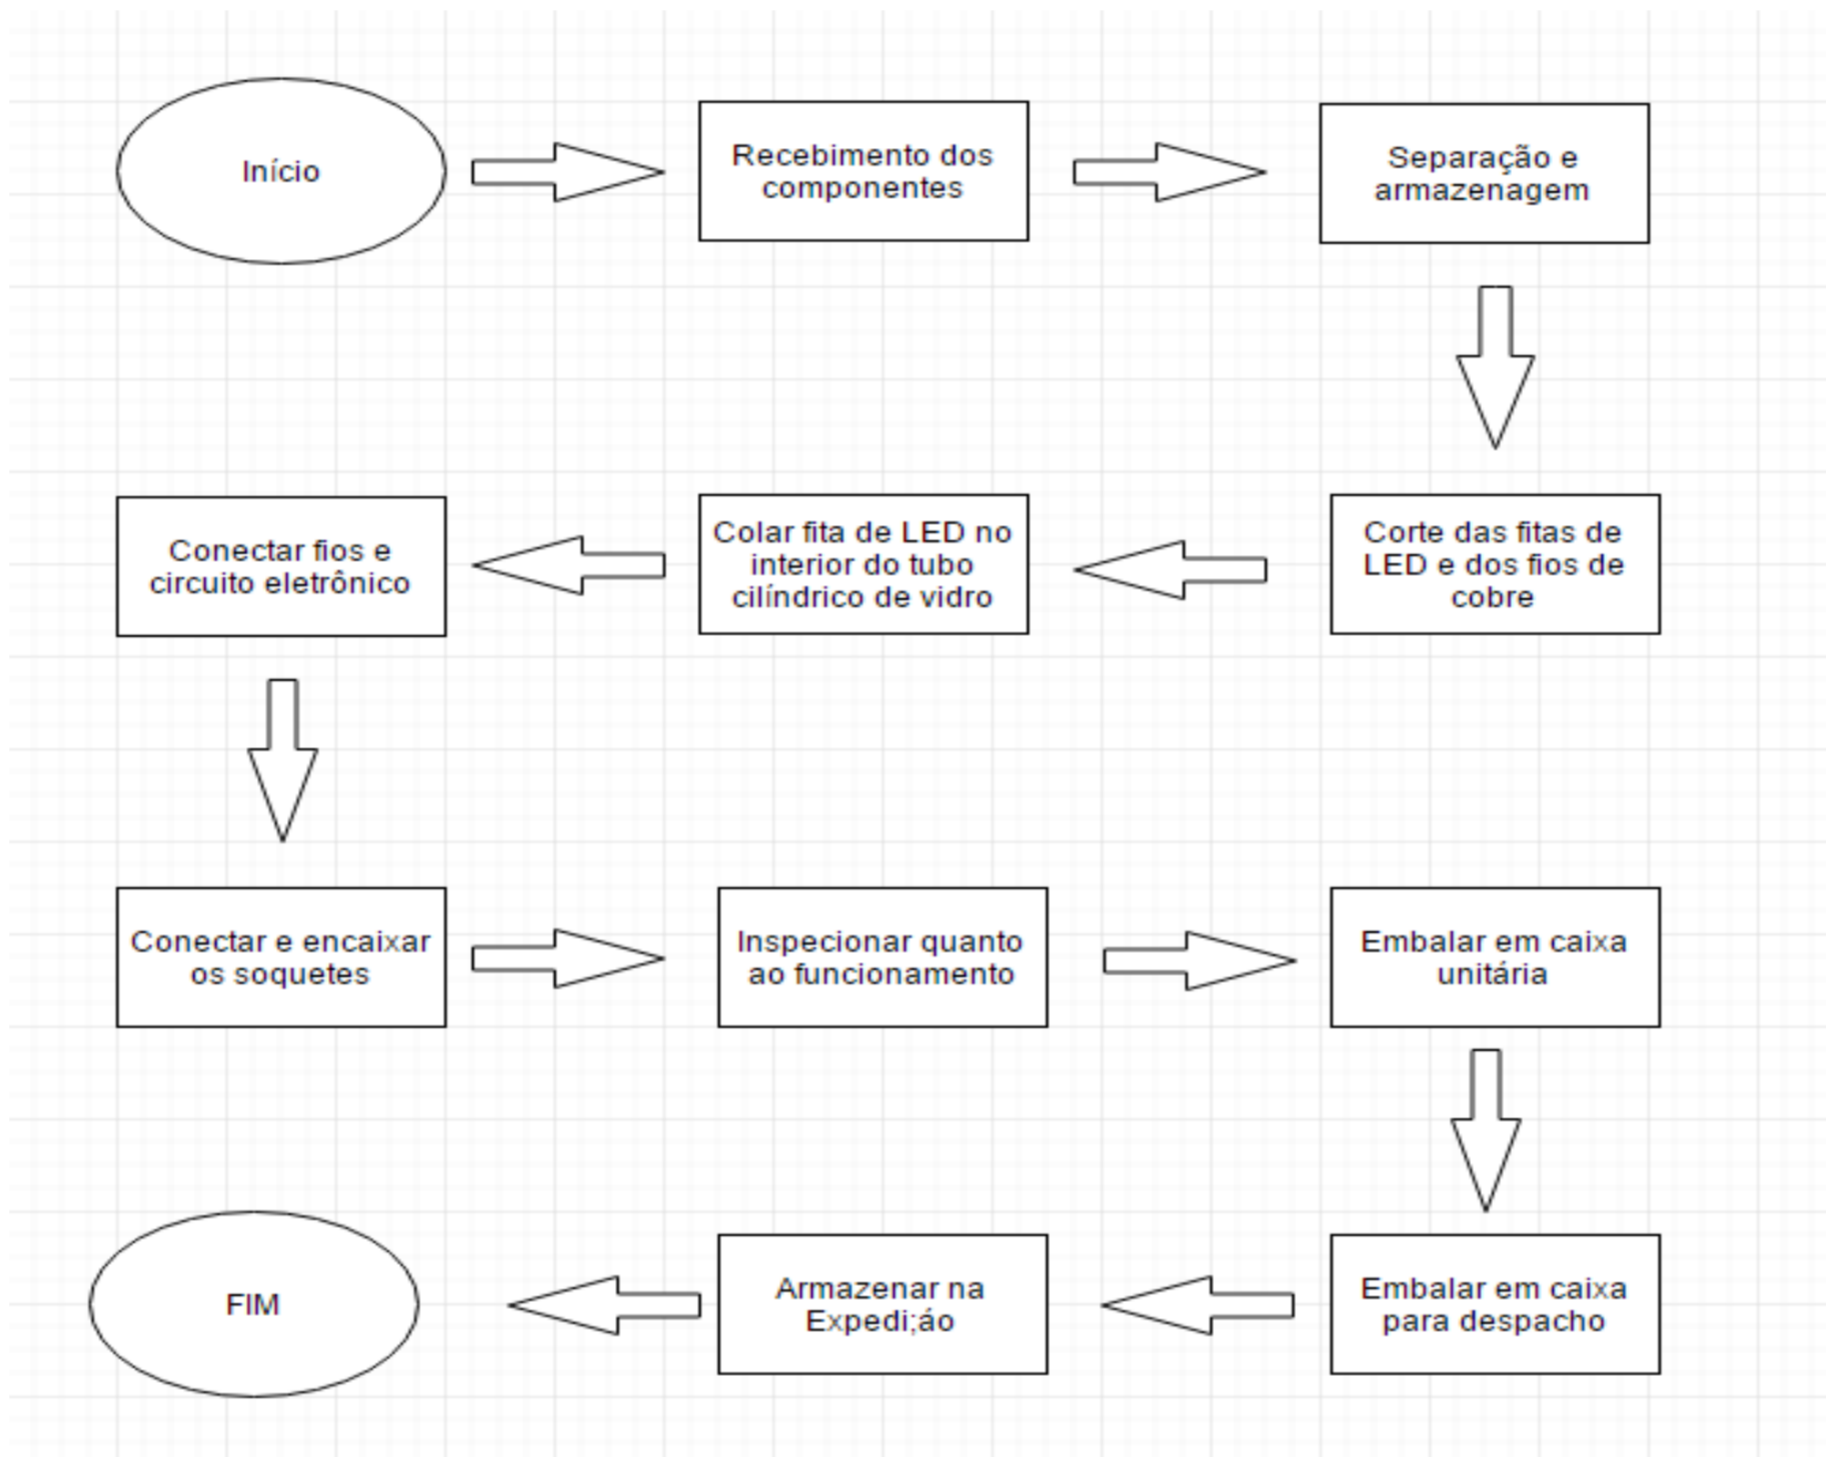 Início
Recebimento dos
componentes
Separação e
armazenagem
Corte das fitas de
LED e dos fios de
cobre
Colar fita de LED no
interior do tubo
cilíndrico de vidro
Conectar fios e
circuito eletrônico
Conectar e encaixar
os soquetes
Inspecionar quanto
ao funcionamento
Embalar em caixa
unitária
Embalar em caixa
para despacho
Armazenar na
Expedi;áo
FIM